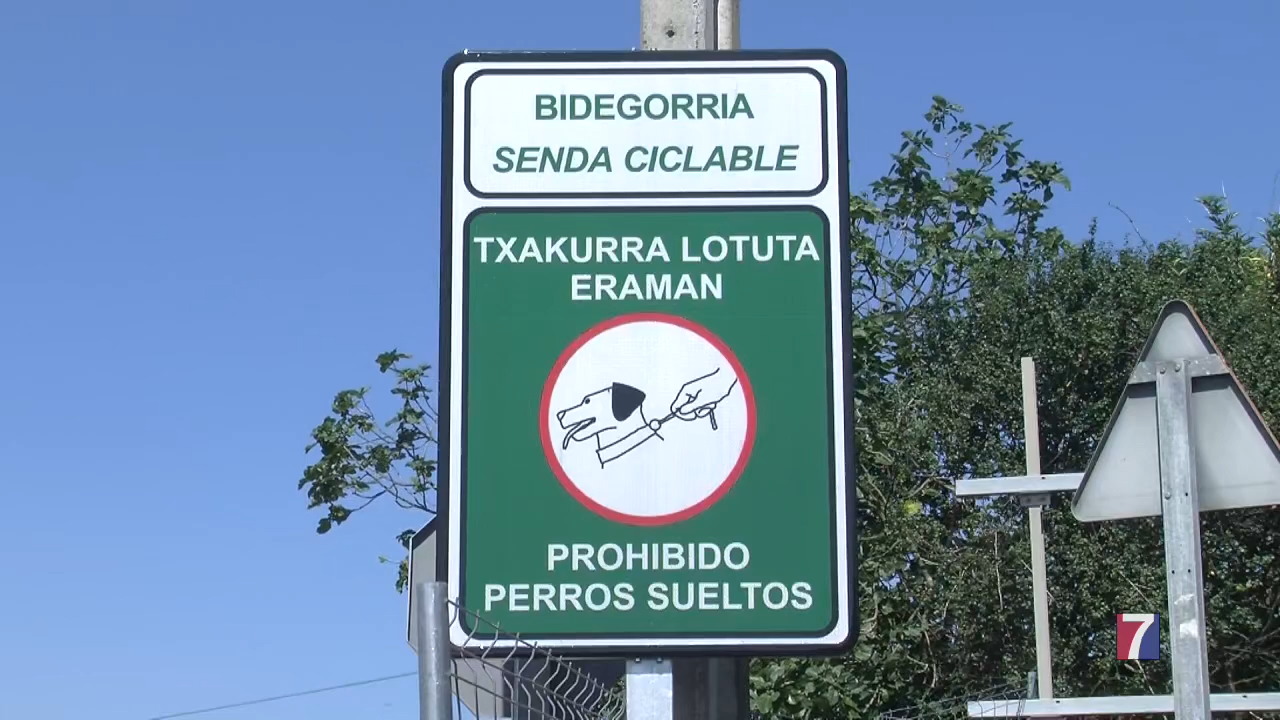 BIDEGORRIA
SENDA CICLABLE
TXAKURRA LOTUTA
ERAMAN
PROHIBIDO
PERROS SUELTOS
7